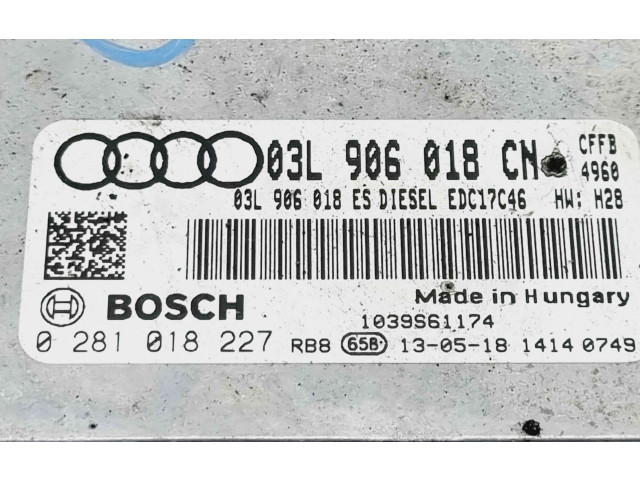 03L 906 018 CN CFFB
4960
03L 906 018 ES DIESEL EDC17C46 HW: H28
BOSCH
Made in Hungary
1039S61174
0 281 018 227 RB8 65B 13-05-18 1414 0749